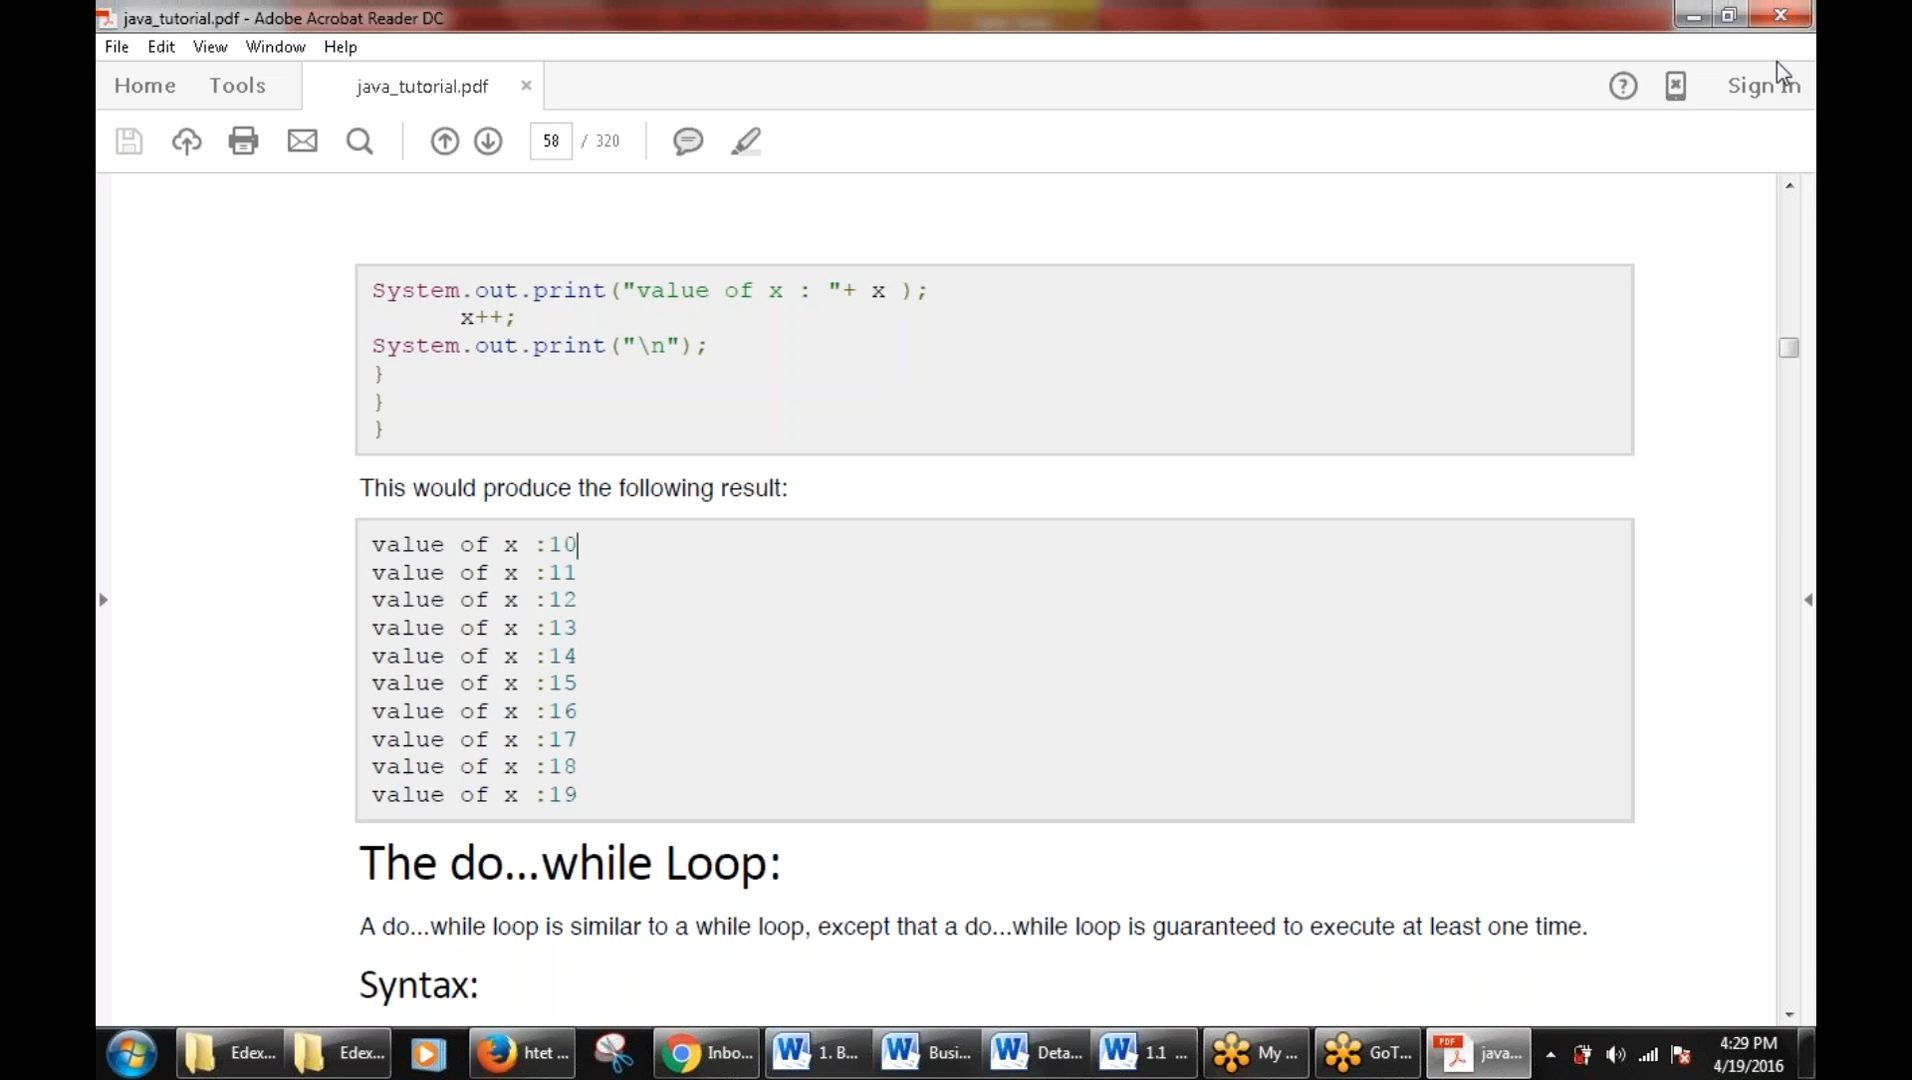 java_tutorial.pdf - Adobe Acrobat Reader DC
File Edit View Window Help
Home Tools java_tutorial.pdf × ? Sign In
58 / 320
System.out.print("value of x : "+ x );
x++;
System.out.print("\n");
}
}
}
This would produce the following result:
value of x :10
value of x :11
value of x :12
value of x :13
value of x :14
value of x :15
value of x :16
value of x :17
value of x :18
value of x :19
The do...while Loop:
A do...while loop is similar to a while loop, except that a do...while loop is guaranteed to execute at least one time.
Syntax:
Edex... Edex... htet ... Inbo... 1. B... Busi... Deta... 1.1 ... My ... GoT... PDF java... 4:29 PM
4/19/2016